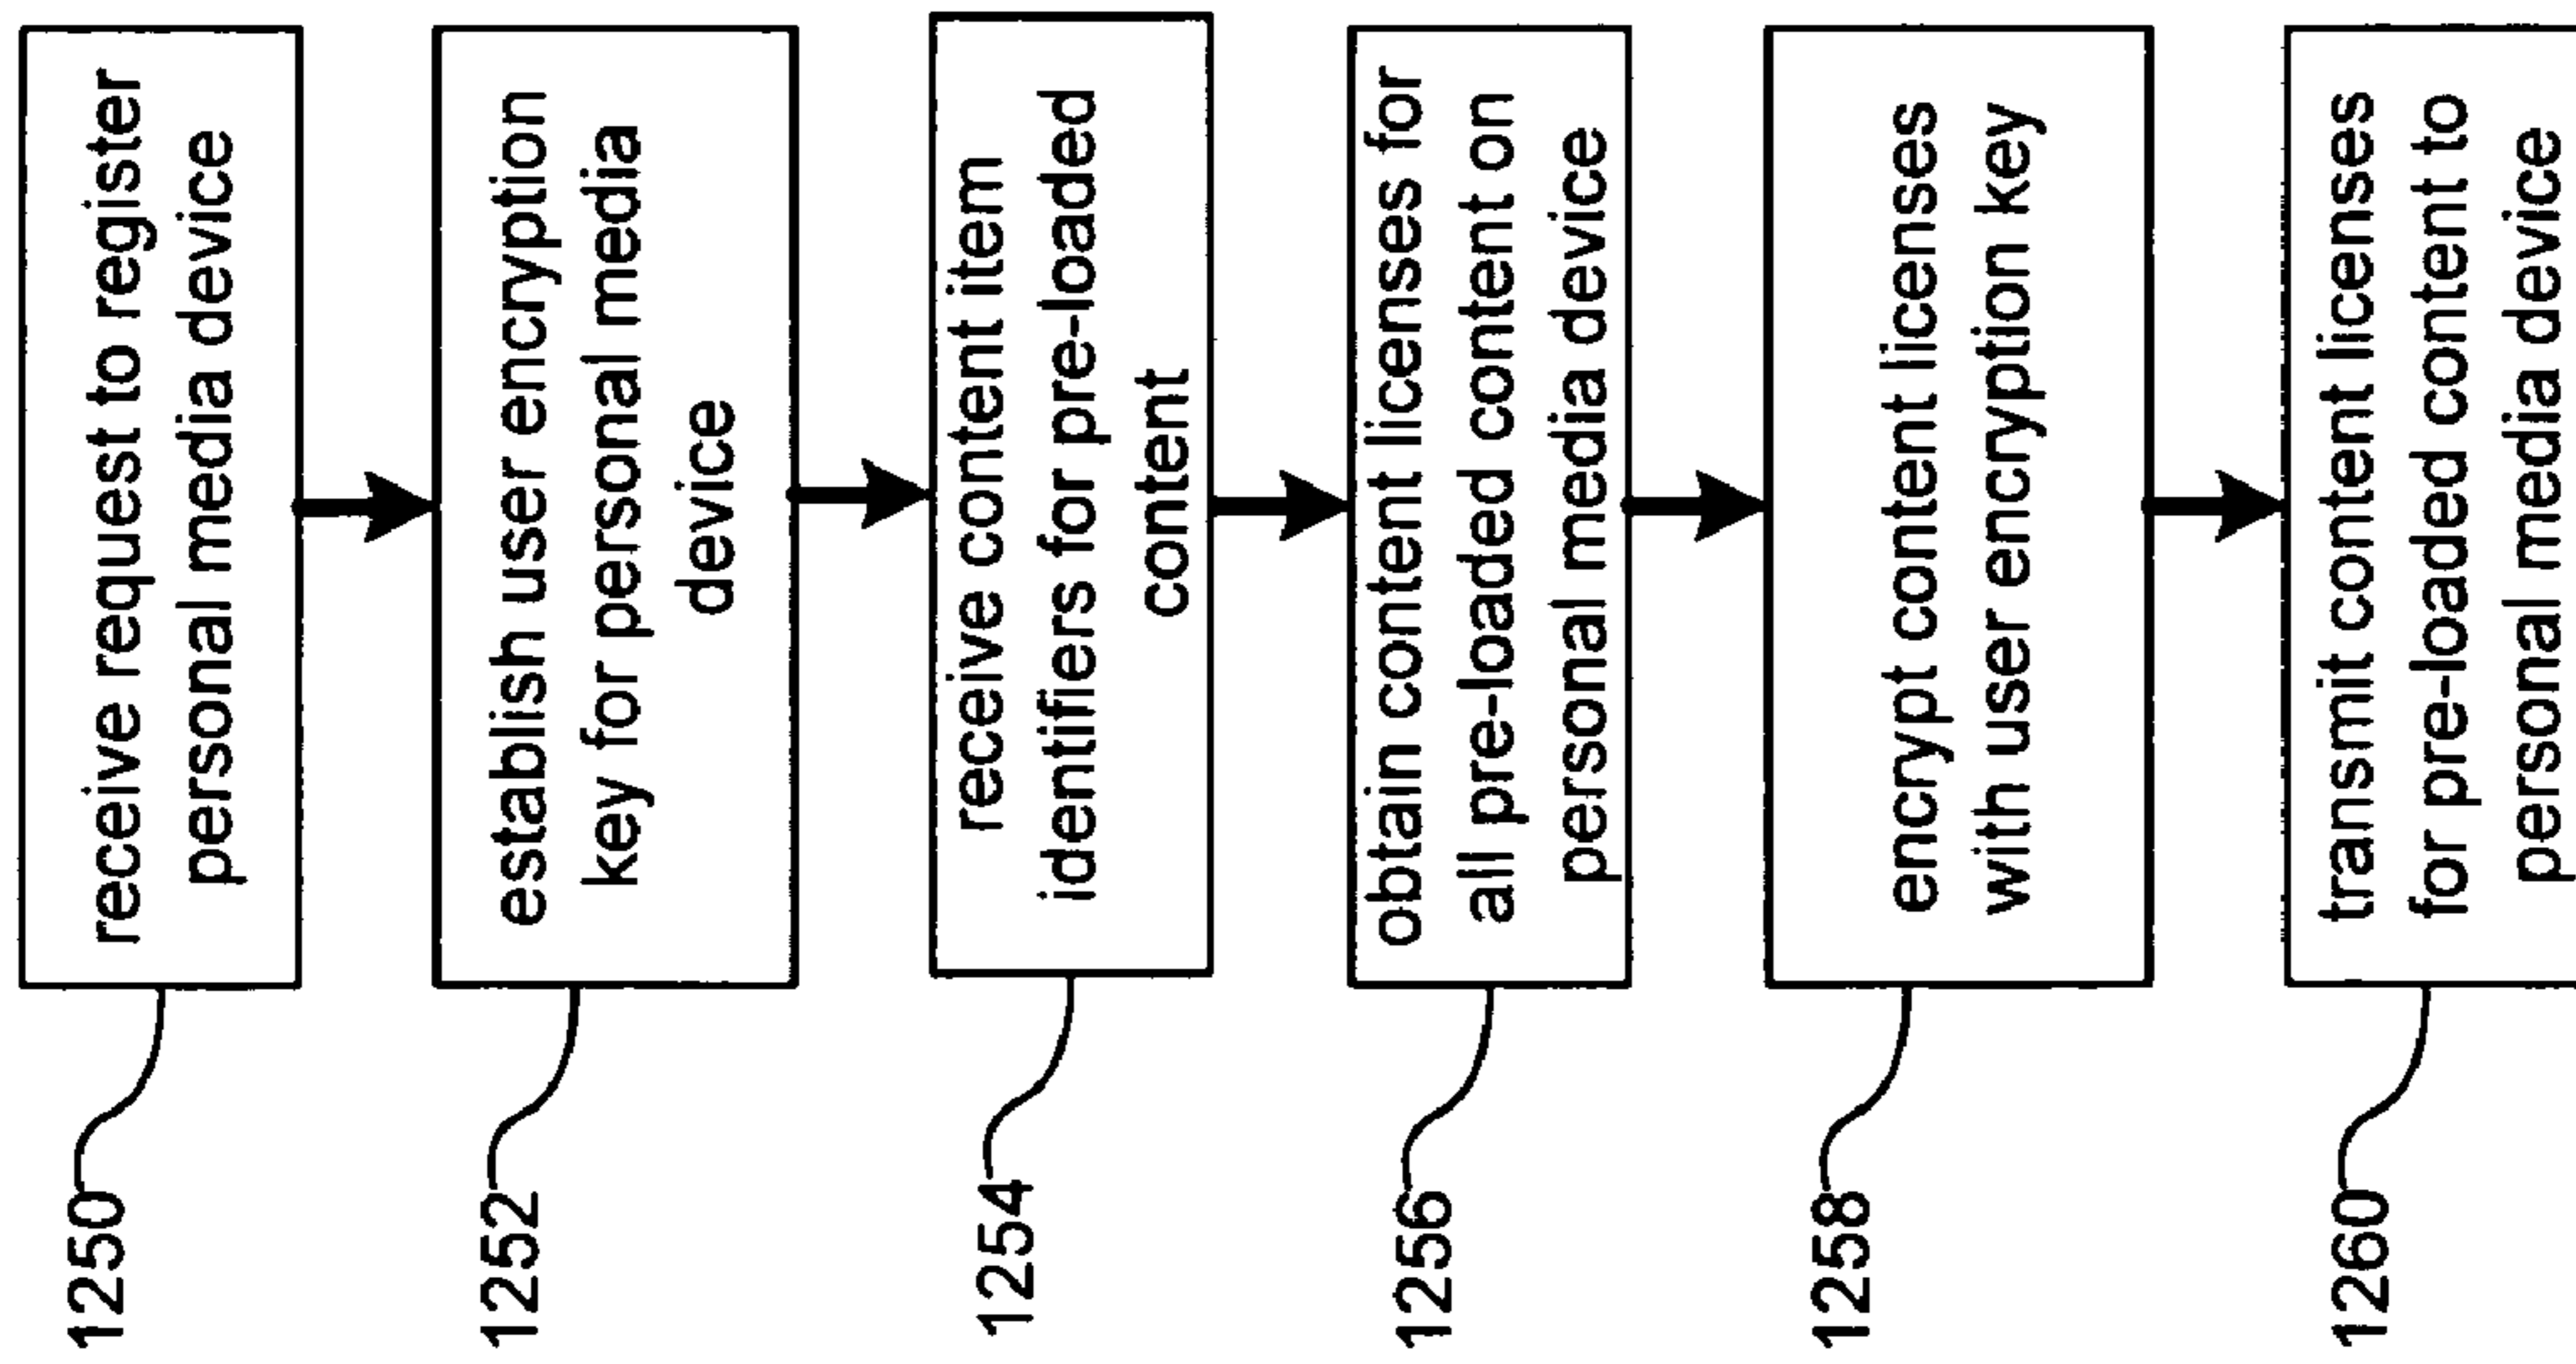 1250
receive request to register
personal media device
1252
establish user encryption
key for personal media
device
1254
receive content item
identifiers for pre-loaded
content
1256
obtain content licenses for
all pre-loaded content on
personal media device
1258
encrypt content licenses
with user encryption key
1260
transmit content licenses
for pre-loaded content to
personal media device